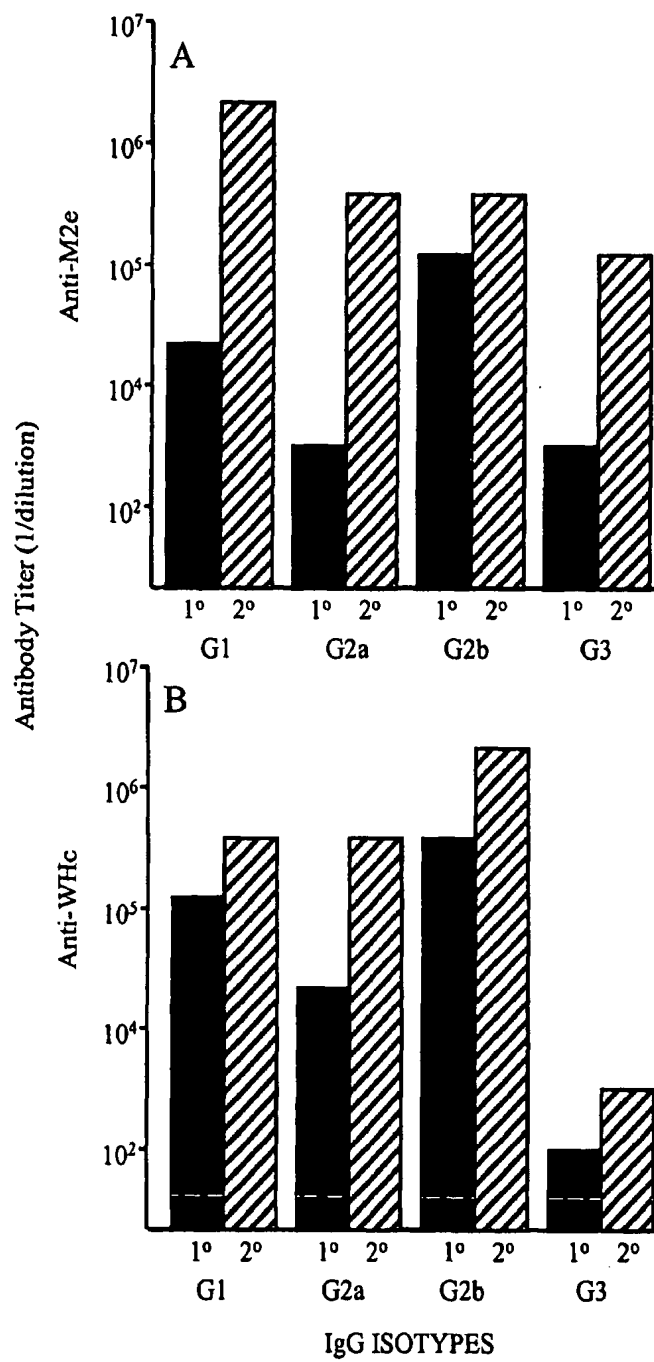 Antibody Titer (1/dilution)
A
Anti-M2e
10⁷
10⁶
10⁵
10⁴
10²
1° 2° 1° 2° 1° 2° 1° 2°
G1 G2a G2b G3
B
Anti-WHc
10⁷
10⁶
10⁵
10⁴
10²
1° 2° 1° 2° 1° 2° 1° 2°
G1 G2a G2b G3
IgG ISOTYPES